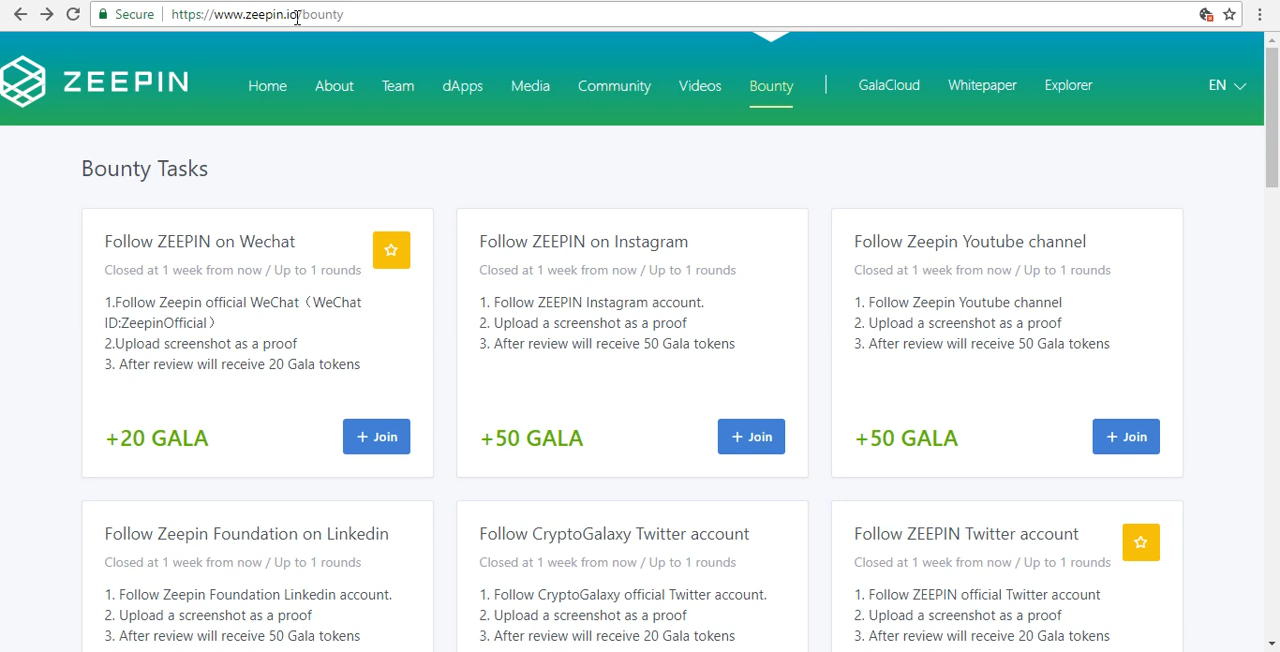 Secure https://www.zeepin.io/bounty
ZEEPIN Home About Team dApps Media Community Videos Bounty GalaCloud Whitepaper Explorer EN
Bounty Tasks
Follow ZEEPIN on Wechat
Closed at 1 week from now / Up to 1 rounds
1.Follow Zeepin official WeChat（WeChat
ID:ZeepinOfficial）
2.Upload screenshot as a proof
3. After review will receive 20 Gala tokens
+20 GALA
+ Join
Follow ZEEPIN on Instagram
Closed at 1 week from now / Up to 1 rounds
1. Follow ZEEPIN Instagram account.
2. Upload a screenshot as a proof
3. After review will receive 50 Gala tokens
+50 GALA
+ Join
Follow Zeepin Youtube channel
Closed at 1 week from now / Up to 1 rounds
1. Follow Zeepin Youtube channel
2. Upload a screenshot as a proof
3. After review will receive 50 Gala tokens
+50 GALA
+ Join
Follow Zeepin Foundation on Linkedin
Closed at 1 week from now / Up to 1 rounds
1. Follow Zeepin Foundation Linkedin account.
2. Upload a screenshot as a proof
3. After review will receive 50 Gala tokens
Follow CryptoGalaxy Twitter account
Closed at 1 week from now / Up to 1 rounds
1. Follow CryptoGalaxy official Twitter account.
2. Upload a screenshot as a proof
3. After review will receive 20 Gala tokens
Follow ZEEPIN Twitter account
Closed at 1 week from now / Up to 1 rounds
1. Follow ZEEPIN official Twitter account
2. Upload a screenshot as a proof
3. After review will receive 20 Gala tokens